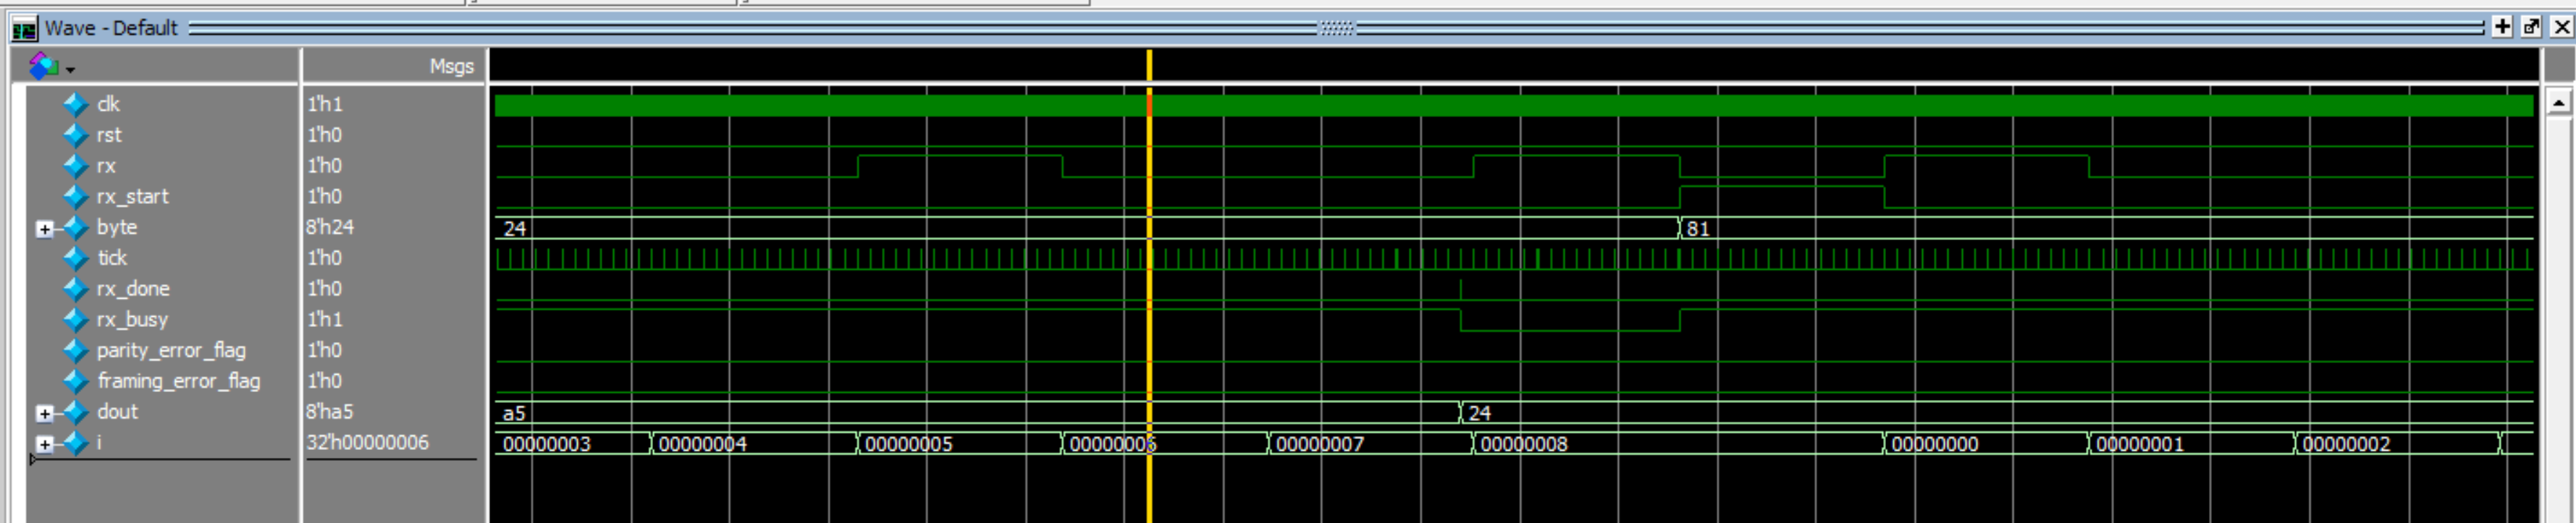 Wave - Default
Msgs
clk 1'h1
rst 1'h0
rx 1'h0
rx_start 1'h0
byte 8'h24 24 81
tick 1'h0
rx_done 1'h0
rx_busy 1'h1
parity_error_flag 1'h0
framing_error_flag 1'h0
dout 8'ha5 a5 24
i 32'h00000006 00000003 00000004 00000005 00000006 00000007 00000008 00000000 00000001 00000002